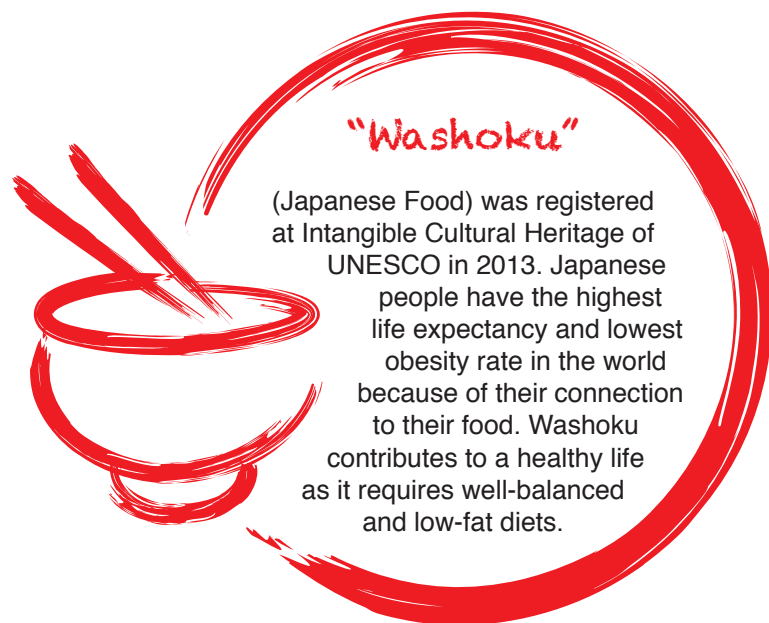 “Washoku”
(Japanese Food) was registered
at Intangible Cultural Heritage of
UNESCO in 2013. Japanese
people have the highest
life expectancy and lowest
obesity rate in the world
because of their connection
to their food. Washoku
contributes to a healthy life
as it requires well-balanced
and low-fat diets.